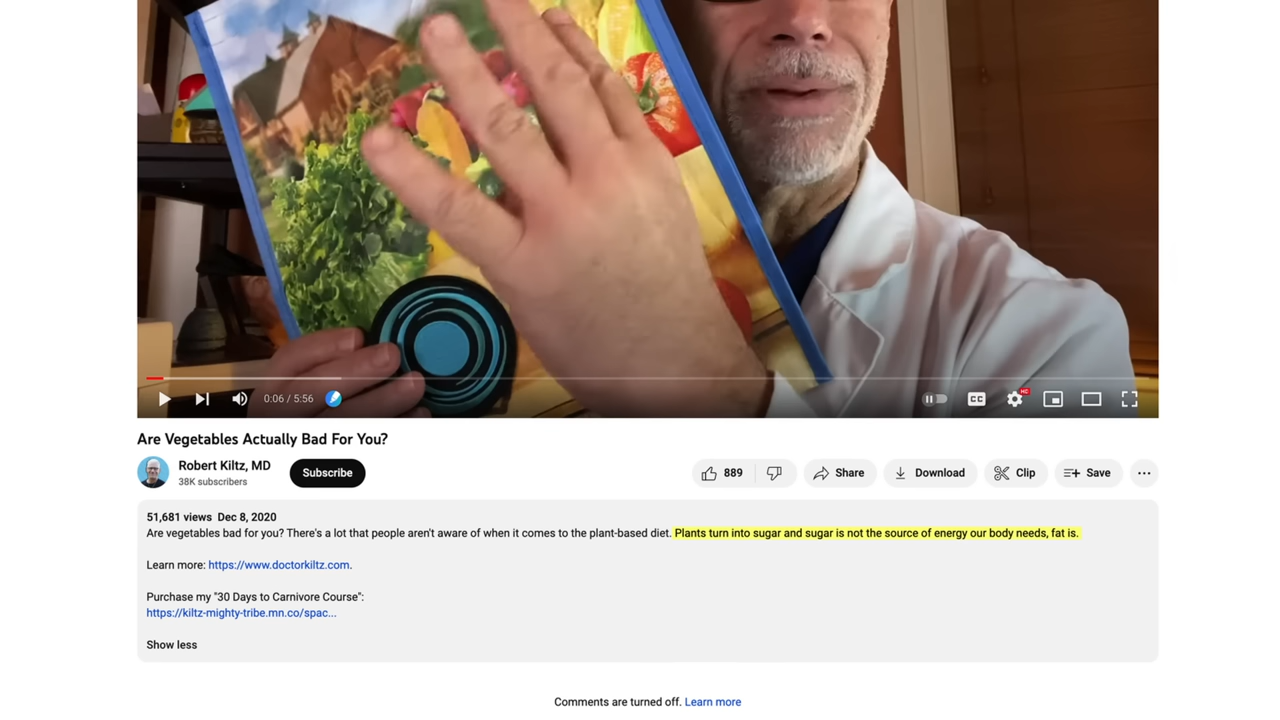 0:06 / 5:56
CC
HD
Are Vegetables Actually Bad For You?
Robert Kiltz, MD
38K subscribers
Subscribe
889
Share
Download
Clip
Save
51,681 views Dec 8, 2020
Are vegetables bad for you? There's a lot that people aren't aware of when it comes to the plant-based diet. Plants turn into sugar and sugar is not the source of energy our body needs, fat is.
Learn more: https://www.doctorkiltz.com.
Purchase my "30 Days to Carnivore Course":
https://kiltz-mighty-tribe.mn.co/spac...
Show less
Comments are turned off. Learn more